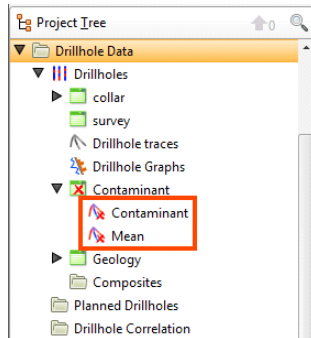 Project Tree 0
Drillhole Data
Drillholes
collar
survey
Drillhole traces
Drillhole Graphs
Contaminant
Contaminant
Mean
Geology
Composites
Planned Drillholes
Drillhole Correlation